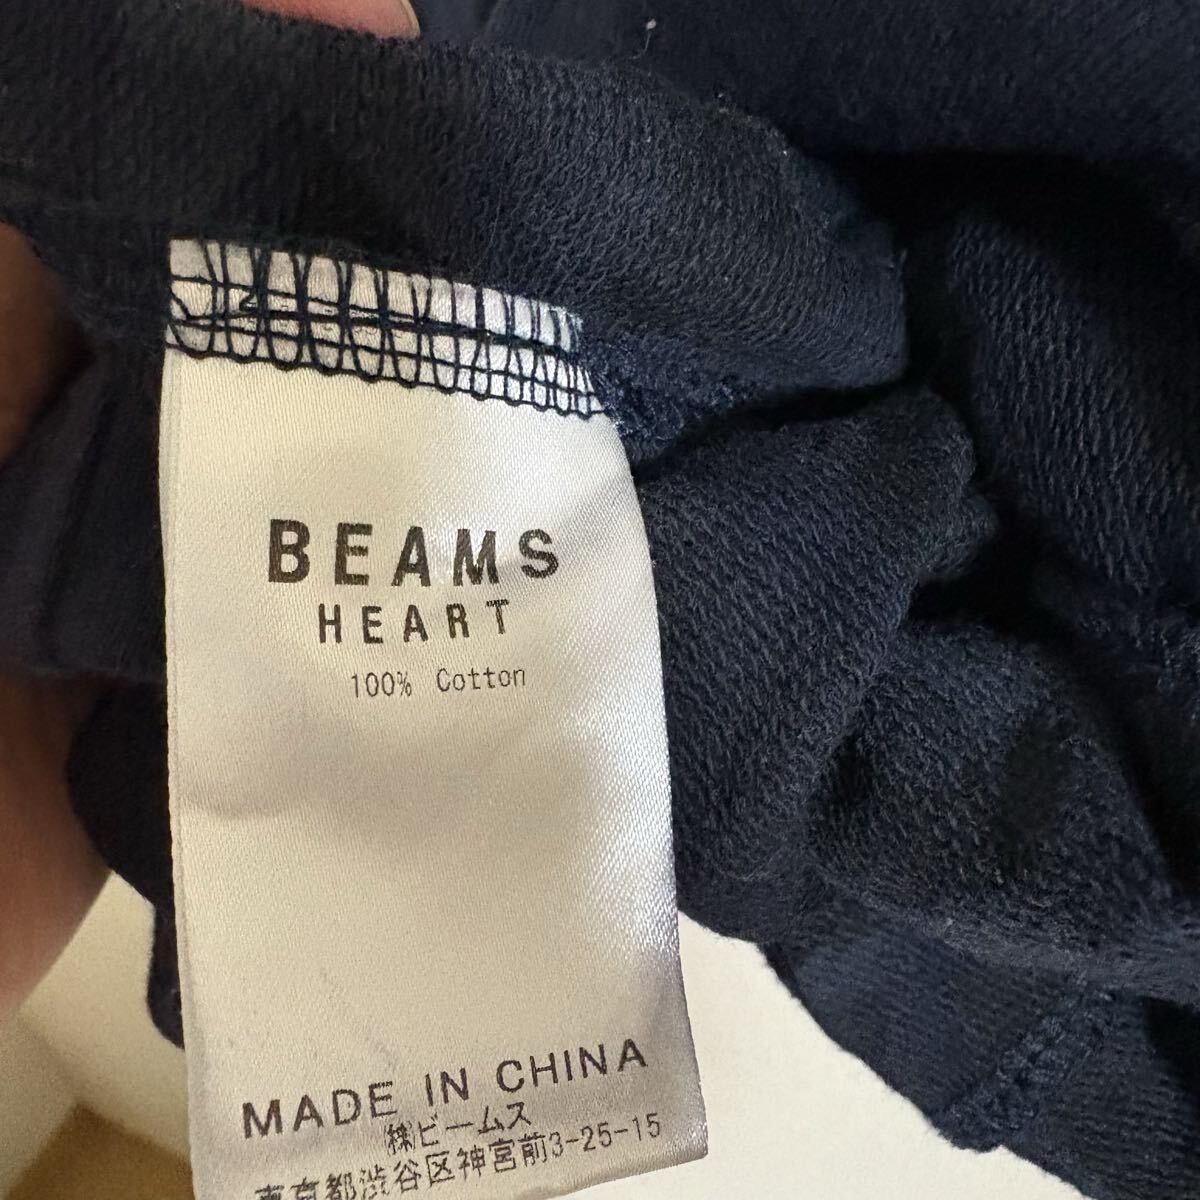 BEAMS
HEART
100% Cotton
MADE IN CHINA
㈱ビームス
東京都渋谷区神宮前3-25-15